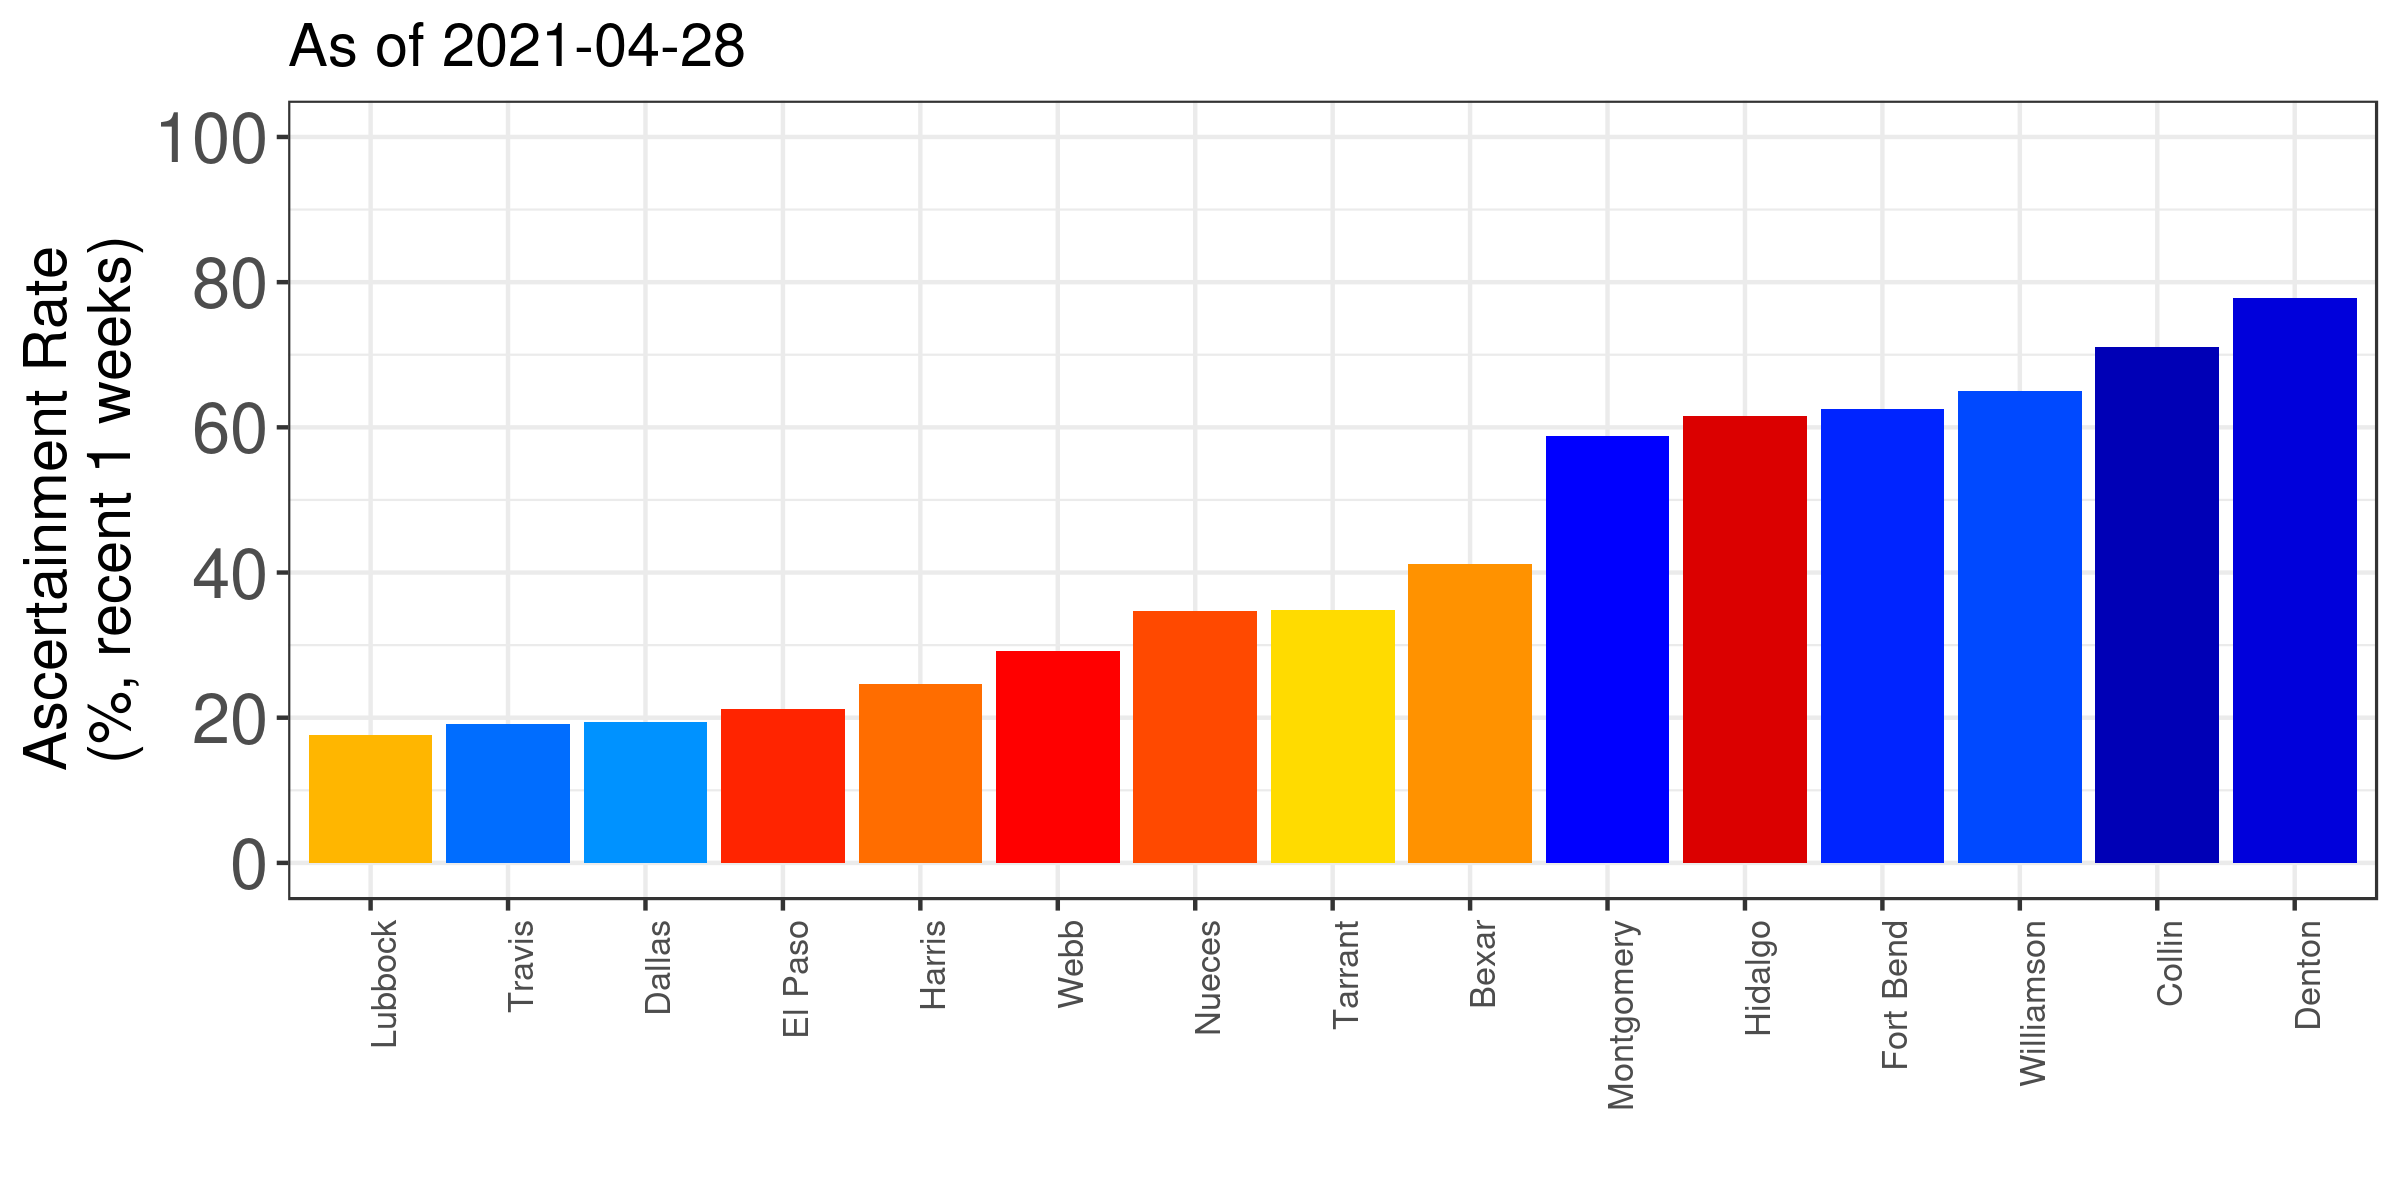 As of 2021-04-28
Ascertainment Rate
(%, recent 1 weeks)
100
80
60
40
20
0
Lubbock
Travis
Dallas
El Paso
Harris
Webb
Nueces
Tarrant
Bexar
Montgomery
Hidalgo
Fort Bend
Williamson
Collin
Denton